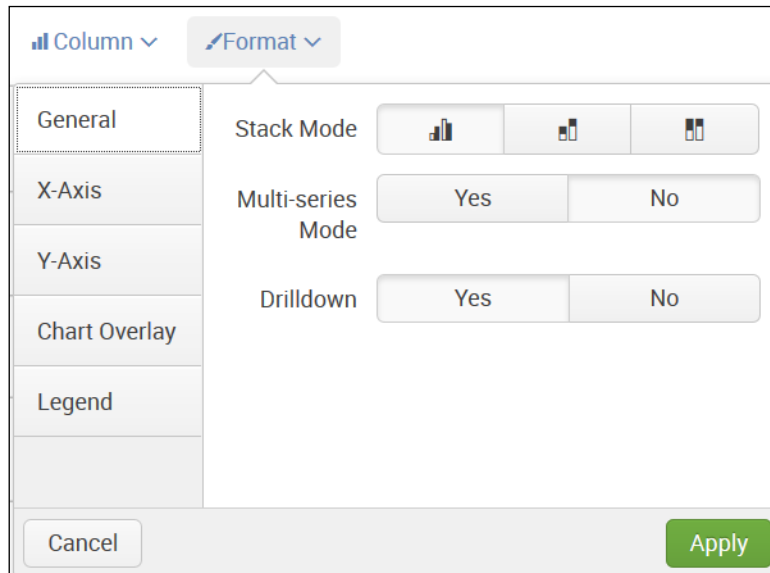 Column Format
General
Stack Mode
X-Axis
Multi-series Yes No
Mode
Y-Axis
Drilldown Yes No
Chart Overlay
Legend
Cancel Apply